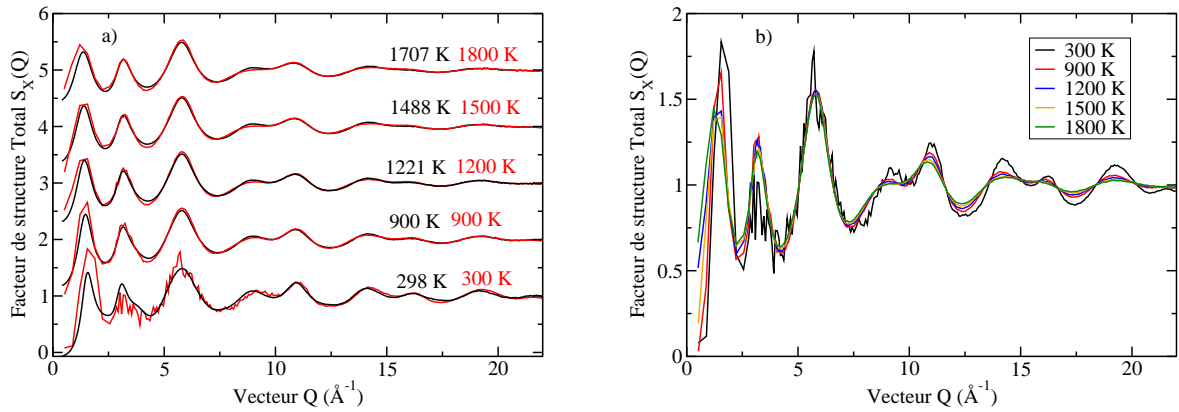 a)
6
5
4
3
2
1
0
Facteur de structure Total S_X(Q)
1707 K 1800 K
1488 K 1500 K
1221 K 1200 K
900 K 900 K
298 K 300 K
0 5 10 15 20
Vecteur Q (Å⁻¹)
b)
2
1.5
1
0.5
0
Facteur de structure Total S_X(Q)
300 K
900 K
1200 K
1500 K
1800 K
0 5 10 15 20
Vecteur Q (Å⁻¹)